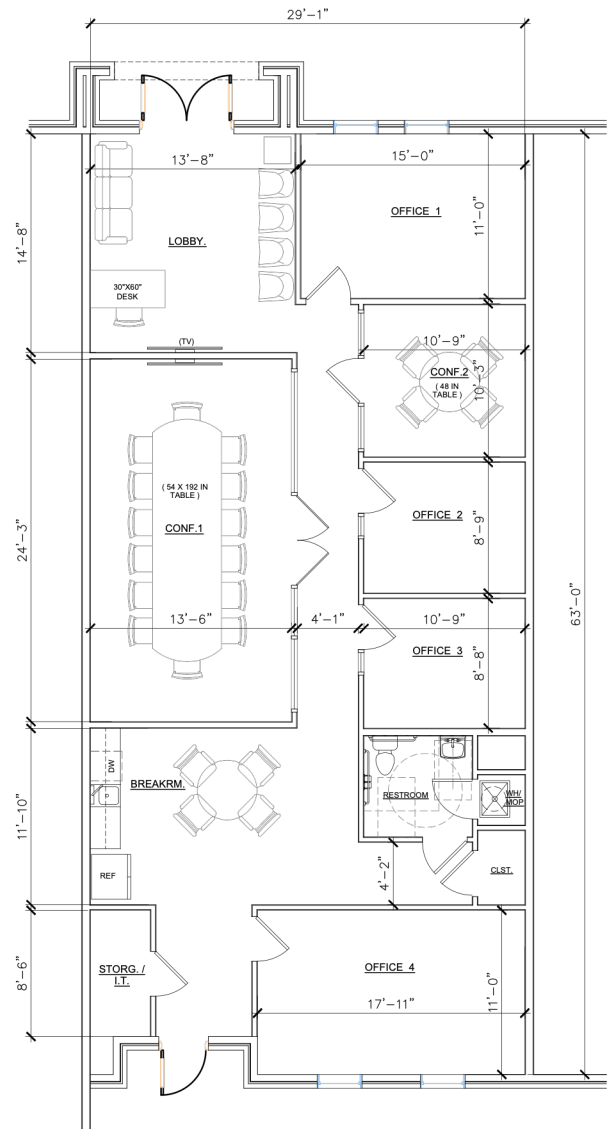 29'-1"
13'-8"
15'-0"
OFFICE 1
11'-0"
14'-8"
LOBBY.
30"X60"
DESK
(TV)
10'-9"
CONF.2
( 48 IN
TABLE )
10'-3"
( 54 X 192 IN
TABLE )
CONF.1
24'-3"
OFFICE 2
8'-9"
63'-0"
13'-6"
4'-1"
10'-9"
OFFICE 3
8'-8"
DW
BREAKRM.
RESTROOM
WH/
MOP
11'-10"
REF
4'-2"
CLST.
8'-6"
STORG. /
I.T.
OFFICE 4
17'-11"
11'-0"